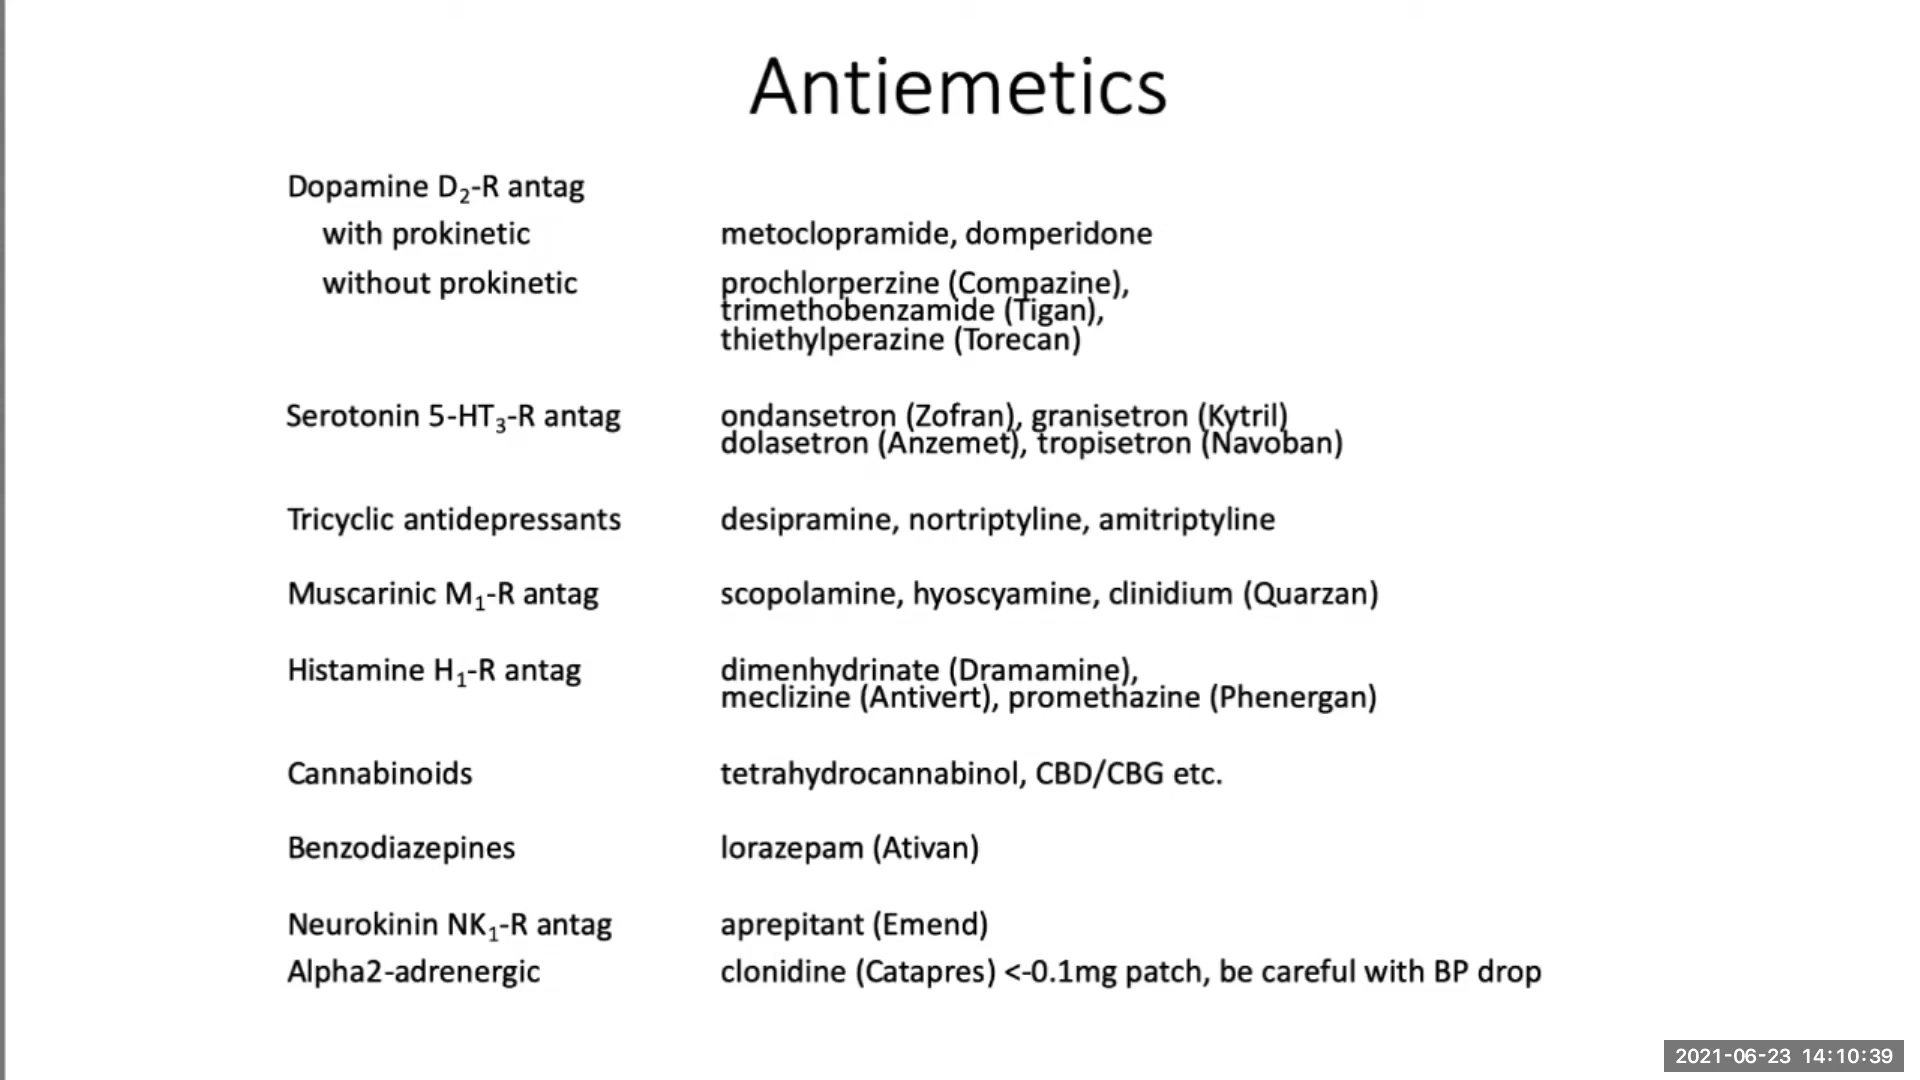 Antiemetics
Dopamine D₂-R antag
with prokinetic metoclopramide, domperidone
without prokinetic prochlorperzine (Compazine),
trimethobenzamide (Tigan),
thiethylperazine (Torecan)
Serotonin 5-HT₃-R antag ondansetron (Zofran), granisetron (Kytril)
dolasetron (Anzemet), tropisetron (Navoban)
Tricyclic antidepressants desipramine, nortriptyline, amitriptyline
Muscarinic M₁-R antag scopolamine, hyoscyamine, clinidium (Quarzan)
Histamine H₁-R antag dimenhydrinate (Dramamine),
meclizine (Antivert), promethazine (Phenergan)
Cannabinoids tetrahydrocannabinol, CBD/CBG etc.
Benzodiazepines lorazepam (Ativan)
Neurokinin NK₁-R antag aprepitant (Emend)
Alpha2-adrenergic clonidine (Catapres) <-0.1mg patch, be careful with BP drop
2021-06-23 14:10:39